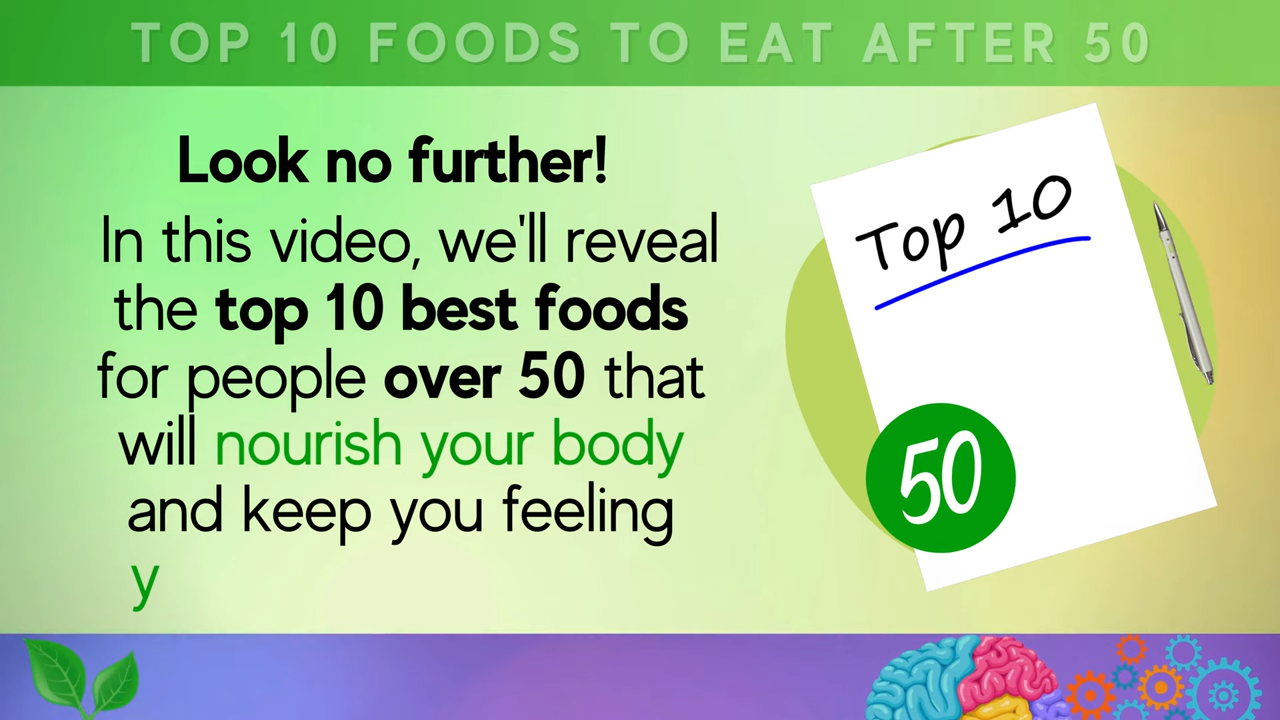 TOP 10 FOODS TO EAT AFTER 50
Look no further!
In this video, we'll reveal
the top 10 best foods
for people over 50 that
will nourish your body
and keep you feeling
y
Top 10
50